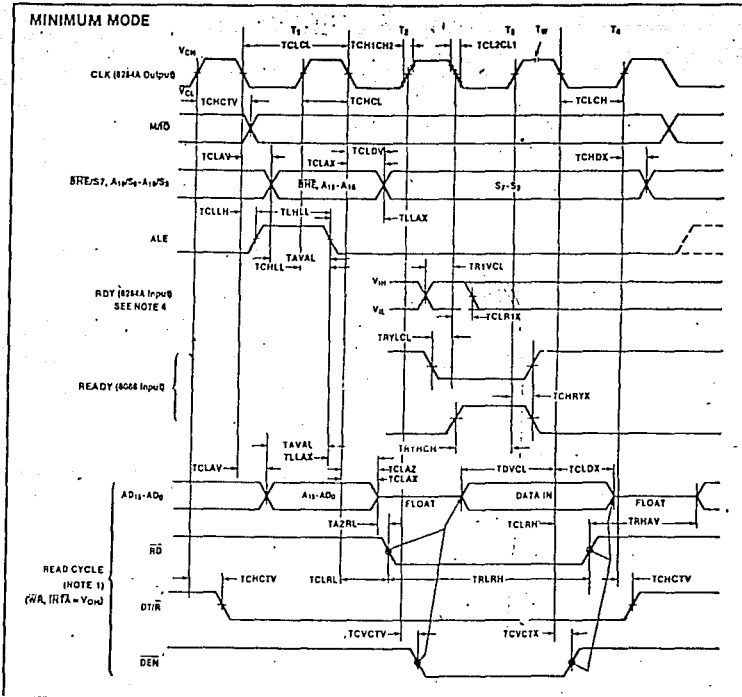 MINIMUM MODE
T1 T2 T3 TW T4
TCLCL TCH1CH2 TCL2CL1
VCH
CLK (8284A Output)
VCL
TCHCTV TCHCL TCLCH
M/IO
TCLAV TCLDV TCHDX
TCLAX
BHE/S7, A19/S6-A16/S3 BHE, A19-A16 S7-S3
TCLLH TLHLL TLLAX
ALE
TAVAL
TCHLL TR1VCL
VIH
RDY (8284A Input)
SEE NOTE 4
VIL
TCLR1X
TRYLCL
READY (8086 Input)
TCHRYX
TRYHCH
TAVAL
TLLAX
TCLAV TCLAZ TDVCL TCLDX
TCLAX
AD15-AD0 A15-AD0 FLOAT DATA IN FLOAT
TAZRL TCLRH TRHAV
RD
READ CYCLE
(NOTE 1)
(WR, INTA = VOH)
TCHCTV TCLRL TRLRH TCHCTV
DT/R
TCVCTV TCVCTX
DEN